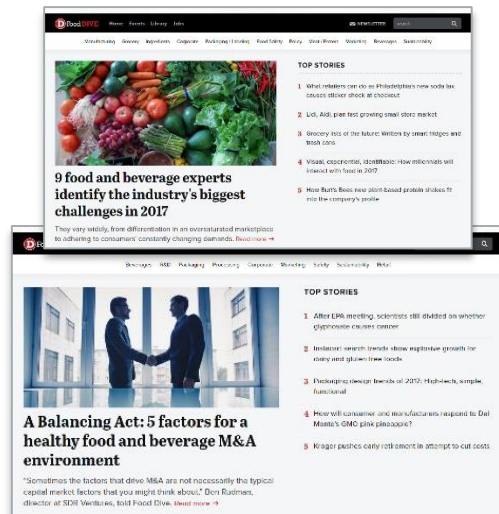 D FoodDIVE Home Events Library Jobs NEWSLETTER search
Manufacturing Grocery Ingredients Corporate Packaging / Labeling Food Safety Policy Meat / Protein Marketing Beverages Sustainability
TOP STORIES
1 What retailers can do as Philadelphia's new soda tax
causes sticker shock at checkout
2 Lidl, Aldi, plan fast growing small store market
3 Grocery lists of the future: Written by smart fridges and
trash cans
4 Visual, experiential, identifiable: How millennials will
interact with food in 2017
5 How Burt's Bees new plant-based protein shakes fit
into the company's profile
9 food and beverage experts
identify the industry's biggest
challenges in 2017
They vary widely, from differentiation in an oversaturated marketplace
to adhering to consumers' constantly changing demands. Read more →
D
Beverages R&D Packaging Processing Corporate Marketing Safety Sustainability Retail
TOP STORIES
1 After EPA meeting, scientists still divided on whether
glyphosate causes cancer
2 Instacart search trends show explosive growth for
dairy and gluten free foods
3 Packaging design trends of 2017: High-tech, simple,
functional
4 How will consumer and manufacturers respond to Del
Monte's GMO pink pineapple?
5 Kroger pushes early retirement in attempt to cut costs
A Balancing Act: 5 factors for a
healthy food and beverage M&A
environment
"Sometimes the factors that drive M&A are not necessarily the typical
capital market factors that you might think about," Don Rudman,
director at SDR Ventures, told Food Dive. Read more →